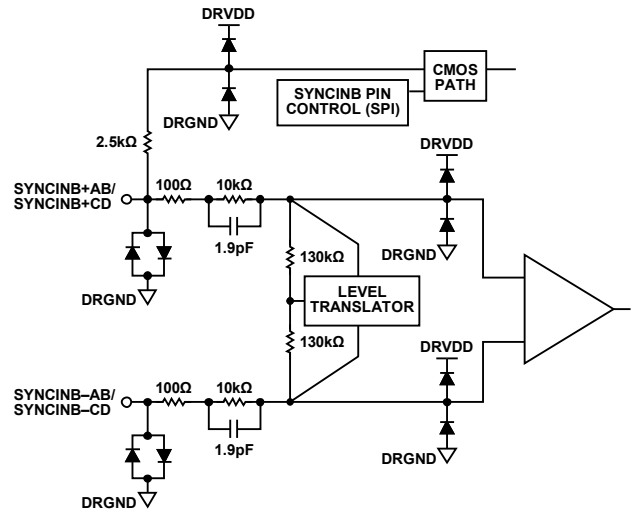 DRVDD
CMOS
PATH
SYNCINB PIN
CONTROL (SPI)
DRGND
2.5kΩ
DRVDD
SYNCINB+AB/
SYNCINB+CD
100Ω
10kΩ
1.9pF
DRGND
130kΩ
DRGND
LEVEL
TRANSLATOR
130kΩ
DRVDD
SYNCINB–AB/
SYNCINB–CD
100Ω
10kΩ
1.9pF
DRGND
DRGND